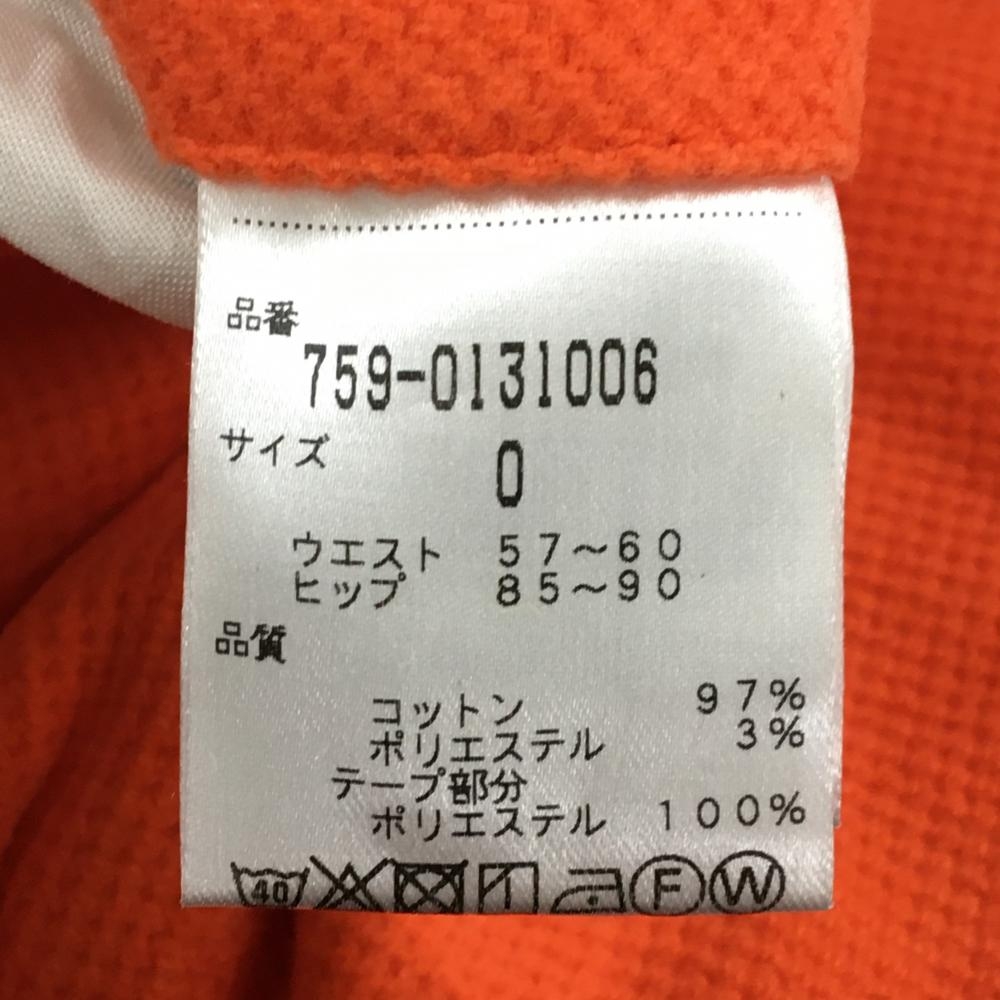 品番
759-0131006
サイズ
0
ウエスト 57～60
ヒップ 85～90
品質
コットン 97%
ポリエステル 3%
テープ部分
ポリエステル 100%
40 F W